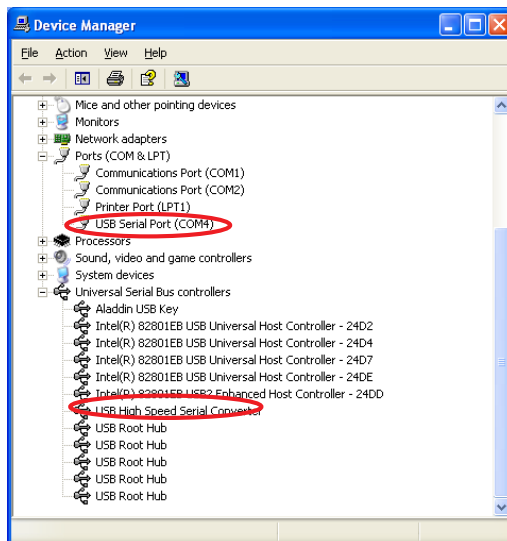 Device Manager
File Action View Help
Mice and other pointing devices
Monitors
Network adapters
Ports (COM & LPT)
Communications Port (COM1)
Communications Port (COM2)
Printer Port (LPT1)
USB Serial Port (COM4)
Processors
Sound, video and game controllers
System devices
Universal Serial Bus controllers
Aladdin USB Key
Intel(R) 82801EB USB Universal Host Controller - 24D2
Intel(R) 82801EB USB Universal Host Controller - 24D4
Intel(R) 82801EB USB Universal Host Controller - 24D7
Intel(R) 82801EB USB Universal Host Controller - 24DE
Intel(R) 82801EB USB2 Enhanced Host Controller - 24DD
USB High Speed Serial Converter
USB Root Hub
USB Root Hub
USB Root Hub
USB Root Hub
USB Root Hub